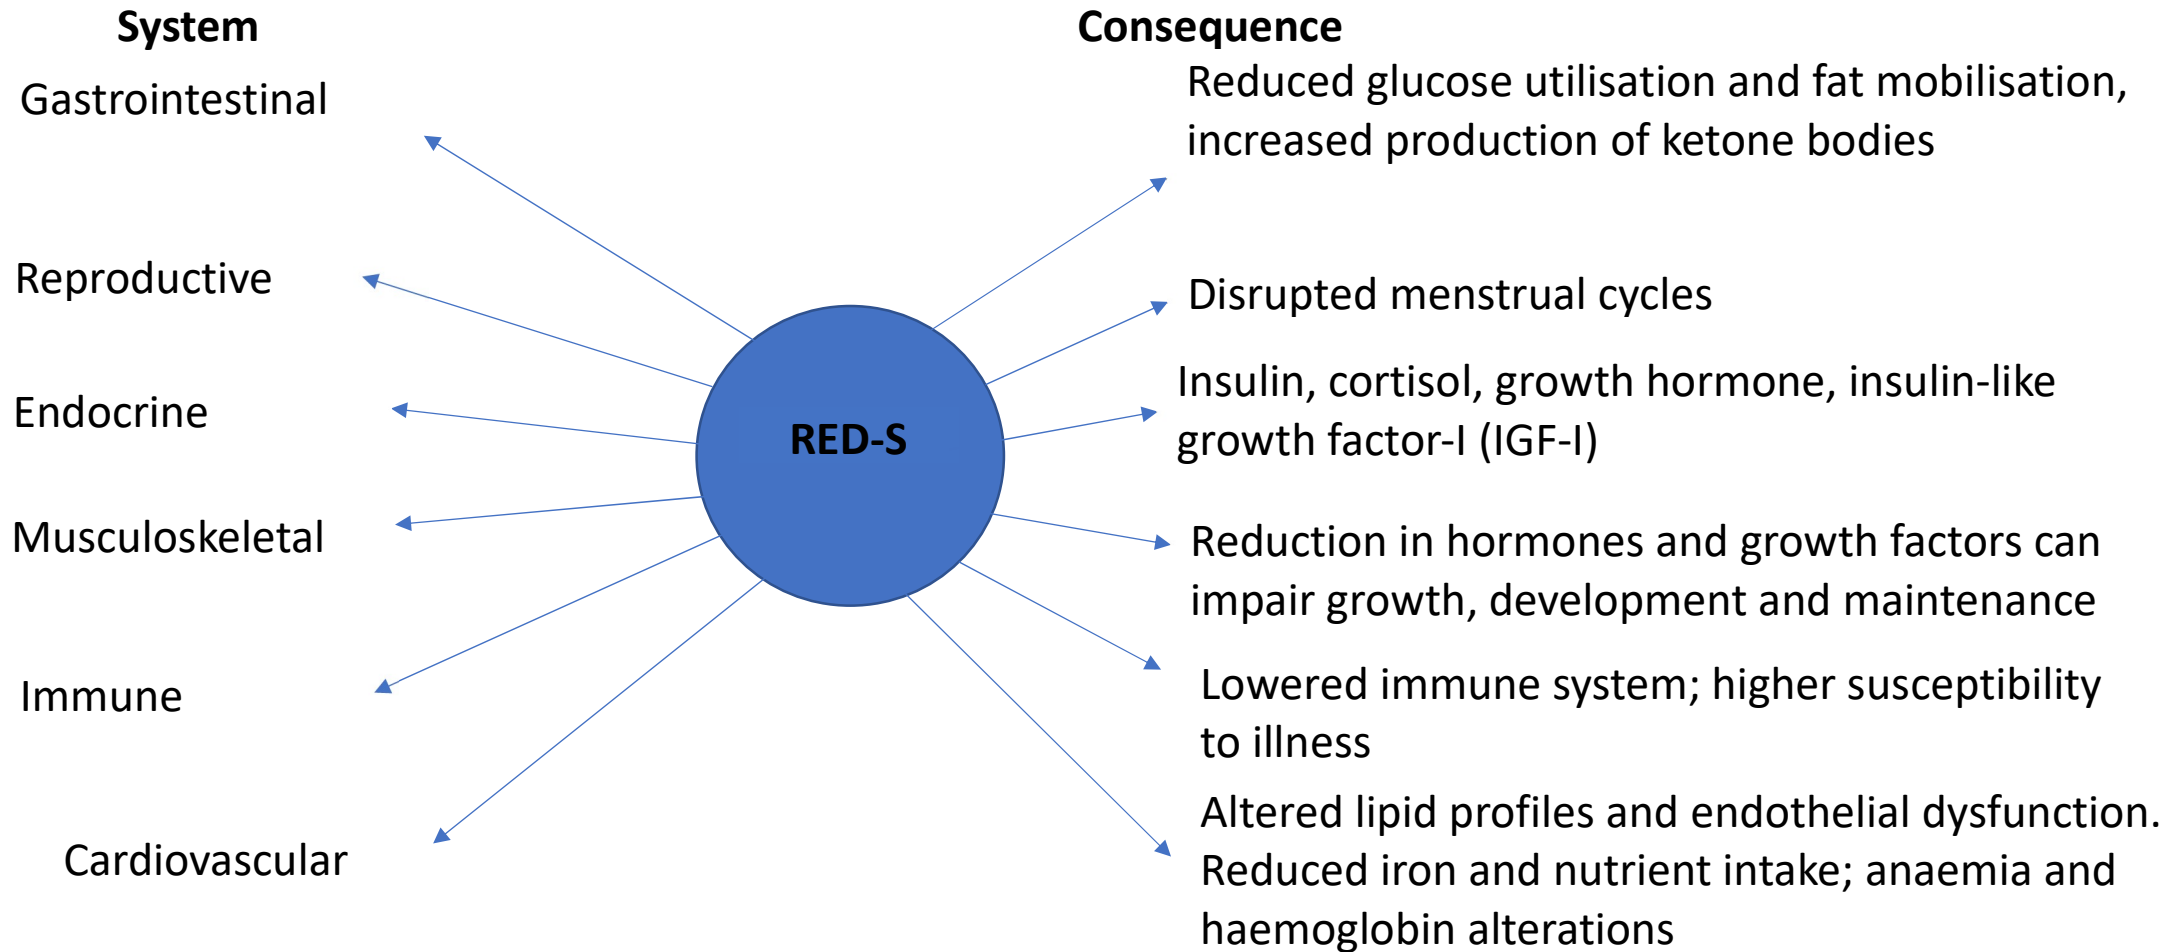 System
Consequence
Gastrointestinal
Reduced glucose utilisation and fat mobilisation,
increased production of ketone bodies
Reproductive
Disrupted menstrual cycles
Endocrine
Insulin, cortisol, growth hormone, insulin-like
growth factor-I (IGF-I)
RED-S
Musculoskeletal
Reduction in hormones and growth factors can
impair growth, development and maintenance
Immune
Lowered immune system; higher susceptibility
to illness
Cardiovascular
Altered lipid profiles and endothelial dysfunction.
Reduced iron and nutrient intake; anaemia and
haemoglobin alterations